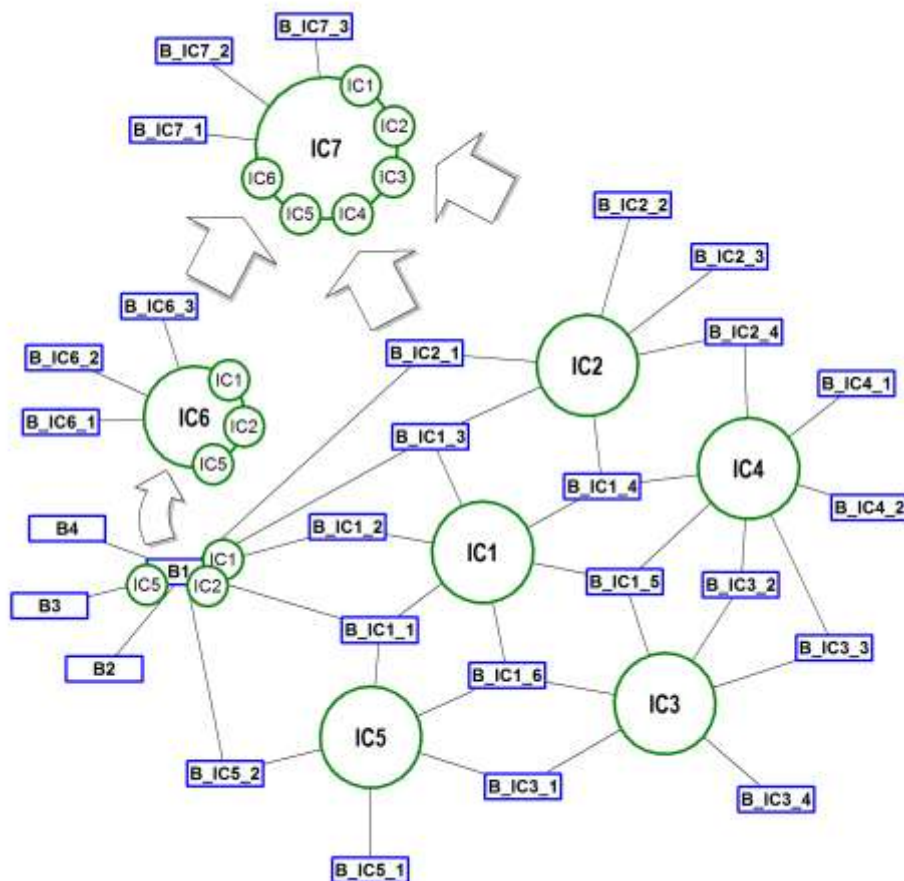 B_IC7_3
B_IC7_2
B_IC7_1
IC1
IC2
IC7
IC3
IC6
IC5
IC4
B_IC2_2
B_IC2_3
B_IC6_3
B_IC2_4
B_IC6_2
B_IC2_1
IC2
IC1
B_IC4_1
B_IC6_1
IC6
IC2
B_IC1_3
IC5
IC4
B_IC1_4
B_IC4_2
B4
B_IC1_2
IC1
IC1
B1
IC5
IC2
B_IC1_5
B_IC3_2
B3
B_IC1_1
B_IC3_3
B2
B_IC1_6
IC3
IC5
B_IC5_2
B_IC3_1
B_IC3_4
B_IC5_1